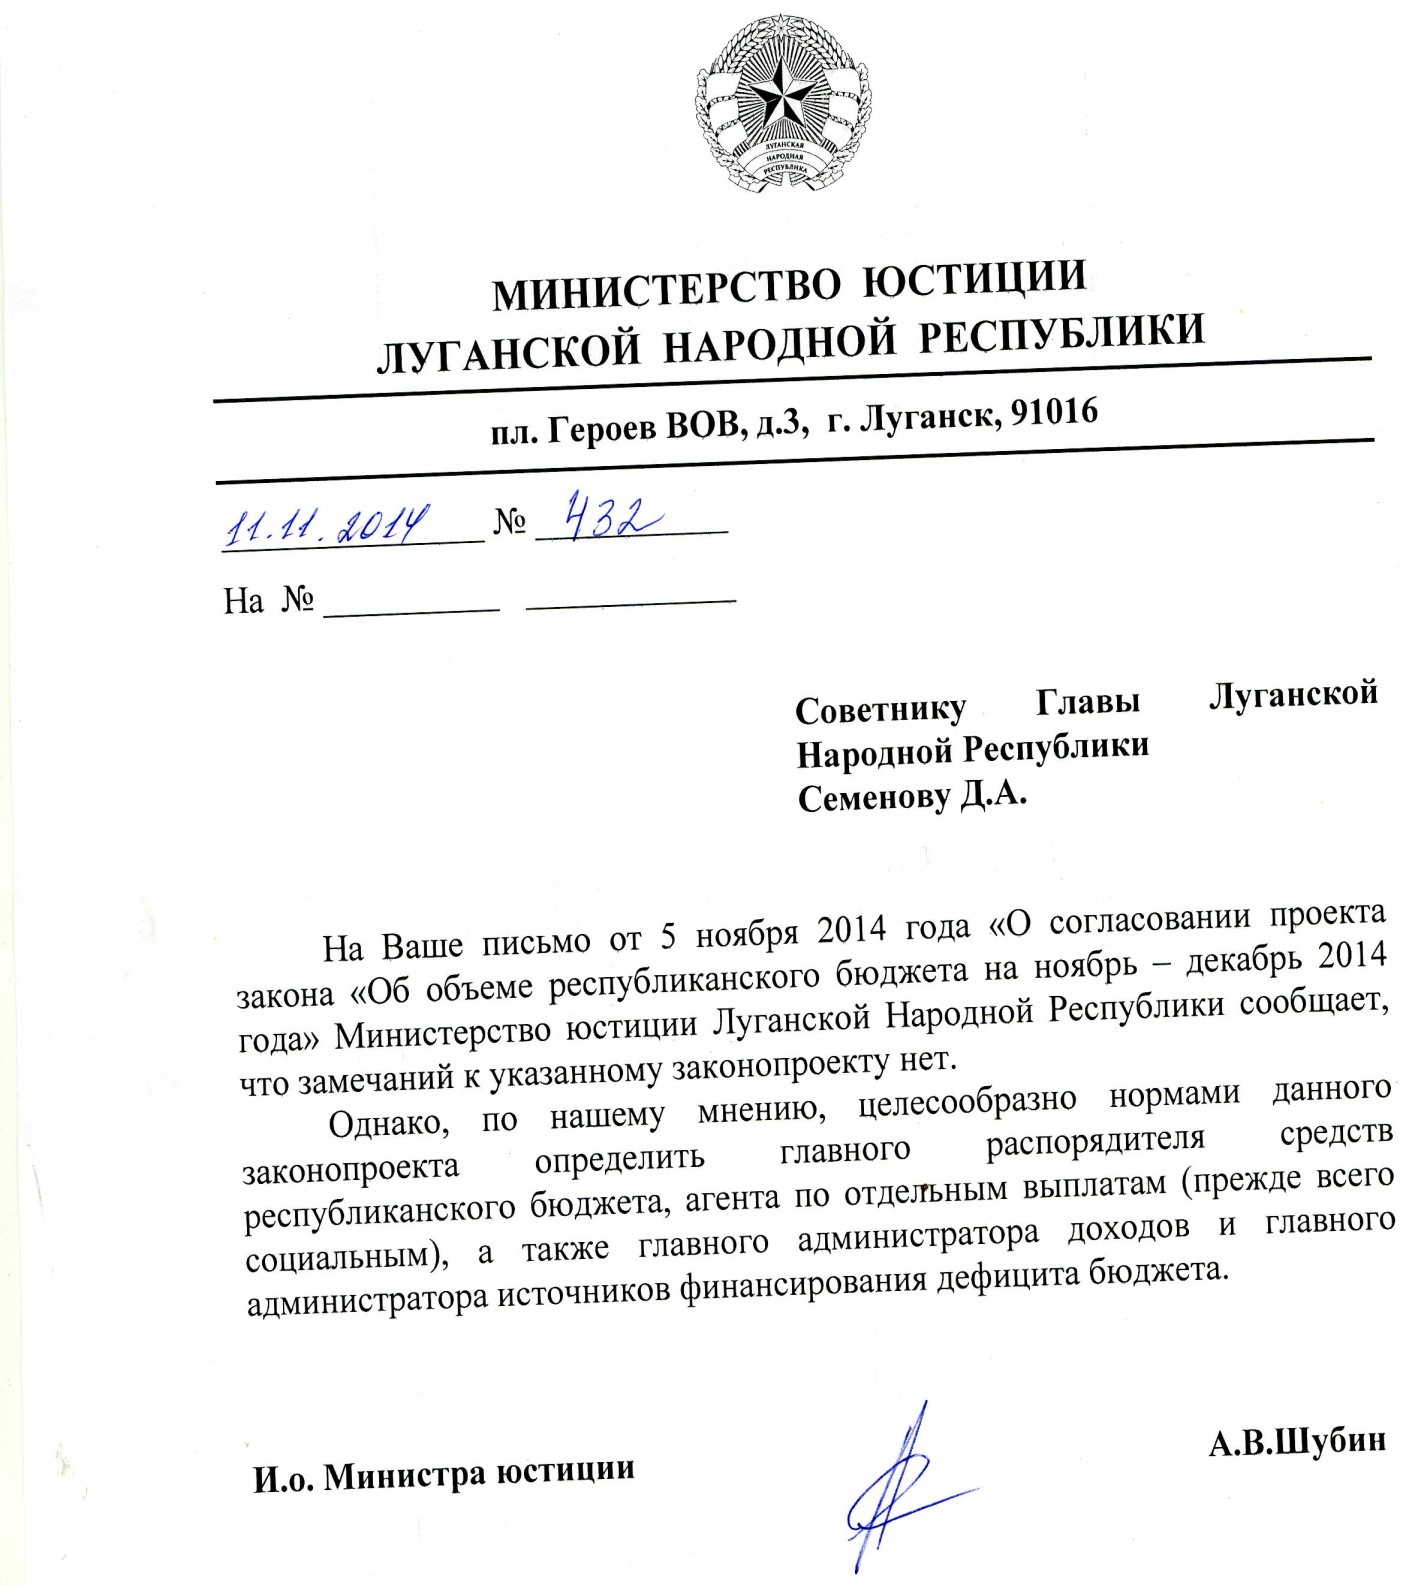 ЛУГАНСКАЯ
НАРОДНАЯ
РЕСПУБЛИКА
МИНИСТЕРСТВО ЮСТИЦИИ
ЛУГАНСКОЙ НАРОДНОЙ РЕСПУБЛИКИ
пл. Героев ВОВ, д.3, г. Луганск, 91016
11.11.2014 № 432
На № 
Советнику Главы Луганской
Народной Республики
Семенову Д.А.
На Ваше письмо от 5 ноября 2014 года «О согласовании проекта
закона «Об объеме республиканского бюджета на ноябрь – декабрь 2014
года» Министерство юстиции Луганской Народной Республики сообщает,
что замечаний к указанному законопроекту нет.
Однако, по нашему мнению, целесообразно нормами данного
законопроекта определить главного распорядителя средств
республиканского бюджета, агента по отдельным выплатам (прежде всего
социальным), а также главного администратора доходов и главного
администратора источников финансирования дефицита бюджета.
И.о. Министра юстиции А.В.Шубин